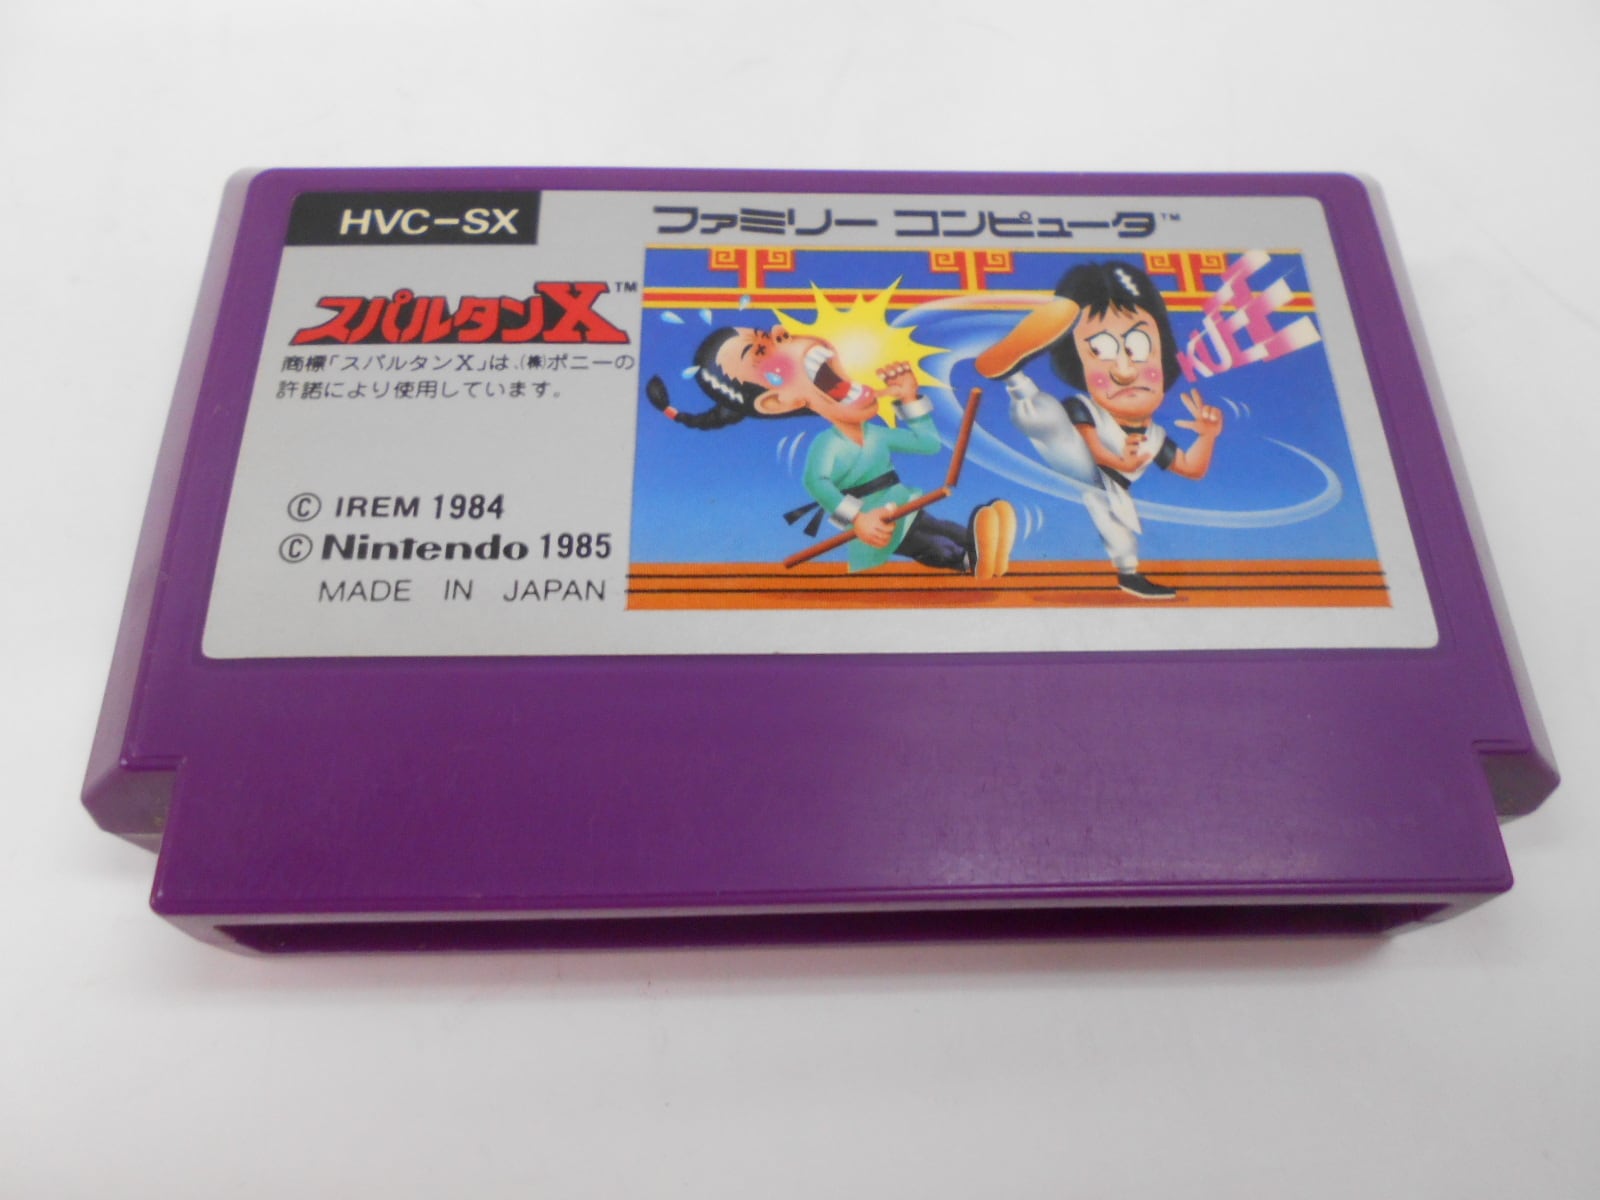 HVC-SX
ファミリー コンピュータ™
スパルタンX™
商標「スパルタンX」は、(株)ポニーの
許諾により使用しています。
KUEEE
© IREM 1984
© Nintendo 1985
MADE IN JAPAN